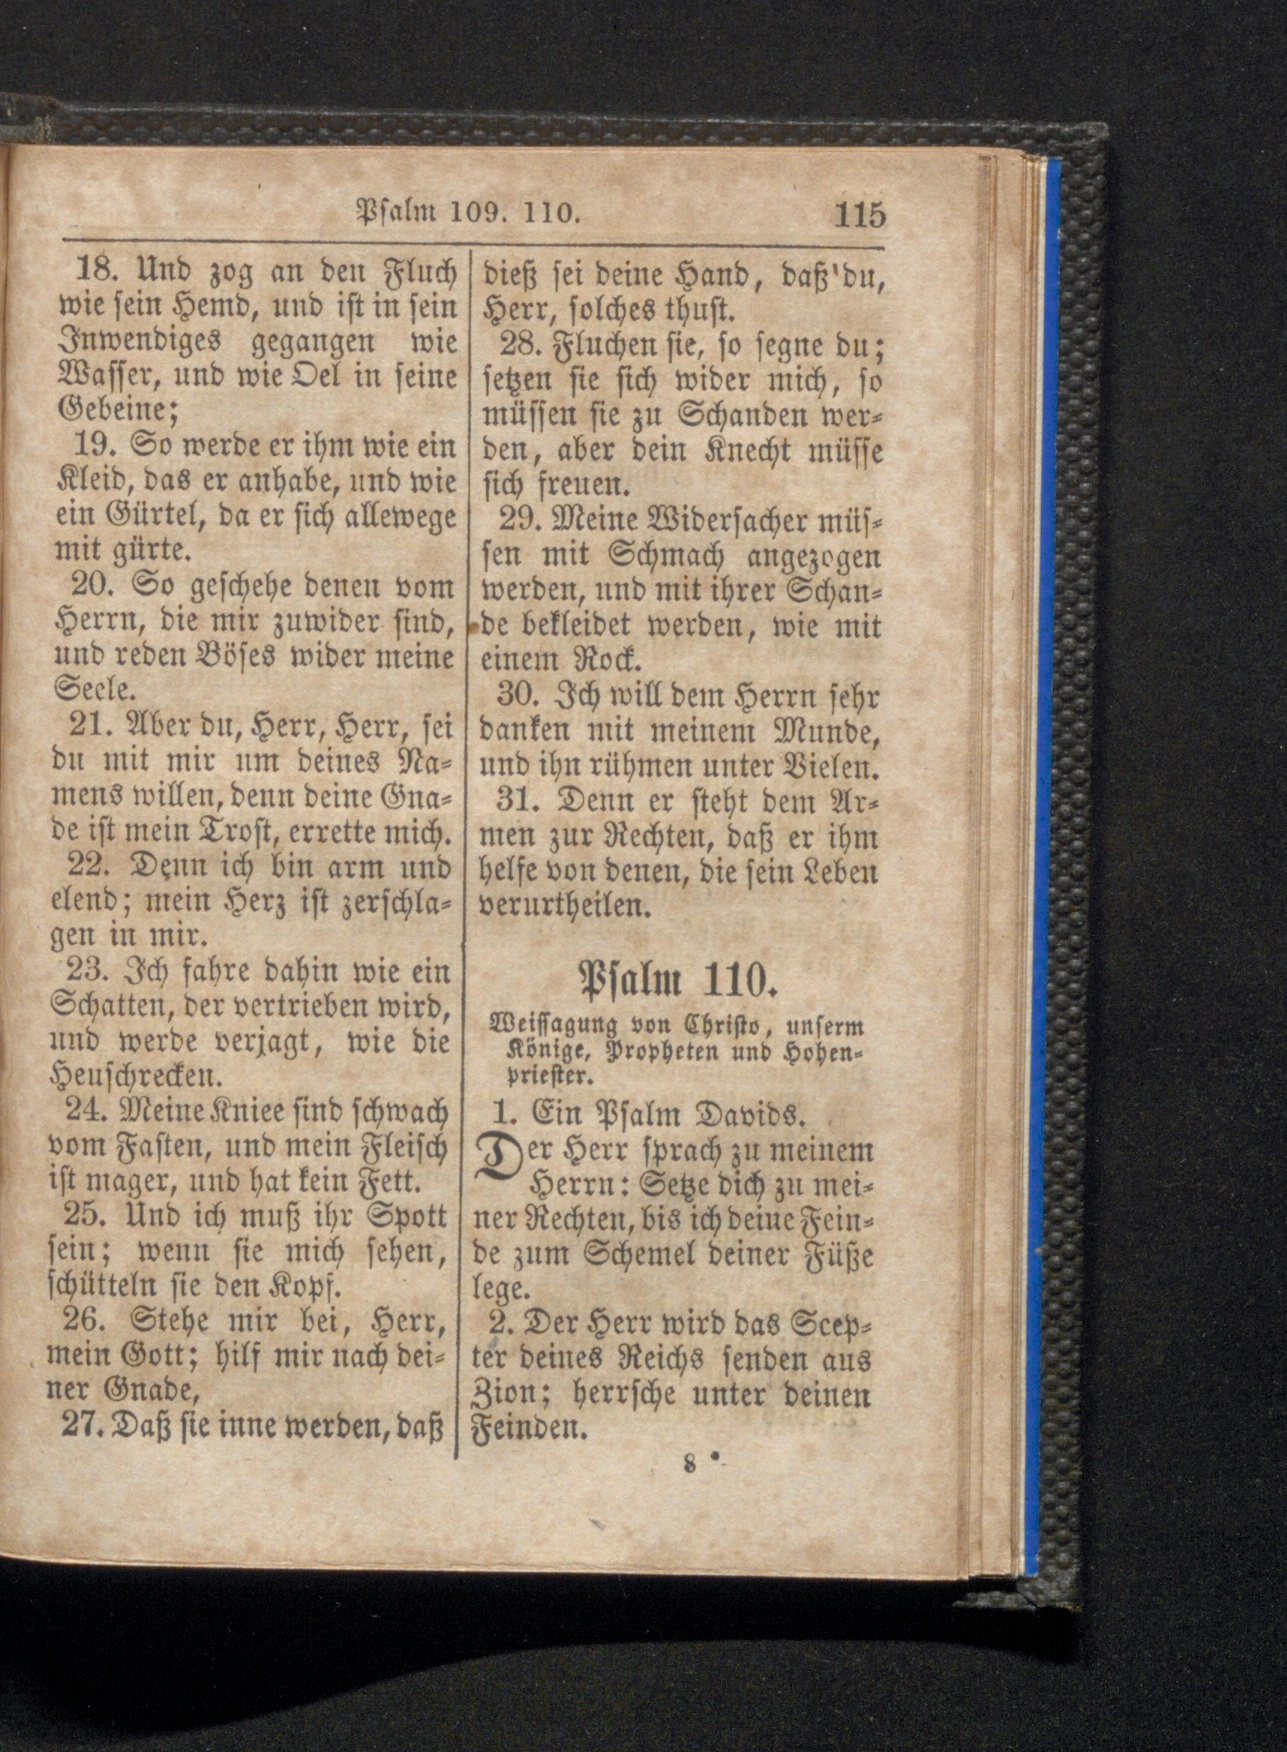 Psalm 109. 110.
115
18. Und zog an den Fluch
wie sein Hemd, und ist in sein
Inwendiges gegangen wie
Wasser, und wie Oel in seine
Gebeine;
19. So werde er ihm wie ein
Kleid, das er anhabe, und wie
ein Gürtel, da er sich allewege
mit gürte.
20. So geschehe denen vom
Herrn, die mir zuwider sind,
und reden Böses wider meine
Seele.
21. Aber du, Herr, Herr, sei
du mit mir um deines Na-
mens willen, denn deine Gna-
de ist mein Trost, errette mich.
22. Denn ich bin arm und
elend; mein Herz ist zerschla-
gen in mir.
23. Ich fahre dahin wie ein
Schatten, der vertrieben wird,
und werde verjagt, wie die
Heuschrecken.
24. Meine Kniee sind schwach
vom Fasten, und mein Fleisch
ist mager, und hat kein Fett.
25. Und ich muß ihr Spott
sein; wenn sie mich sehen,
schütteln sie den Kopf.
26. Stehe mir bei, Herr,
mein Gott; hilf mir nach dei-
ner Gnade,
27. Daß sie inne werden, daß
dieß sei deine Hand, daß du,
Herr, solches thust.
28. Fluchen sie, so segne du;
setzen sie sich wider mich, so
müssen sie zu Schanden wer-
den, aber dein Knecht müsse
sich freuen.
29. Meine Widersacher müs-
sen mit Schmach angezogen
werden, und mit ihrer Schan-
de bekleidet werden, wie mit
einem Rock.
30. Ich will dem Herrn sehr
danken mit meinem Munde,
und ihn rühmen unter Vielen.
31. Denn er steht dem Ar-
men zur Rechten, daß er ihm
helfe von denen, die sein Leben
verurtheilen.
Psalm 110.
Weissagung von Christo, unserm
Könige, Propheten und Hohen-
priester.
1. Ein Psalm Davids.
Der Herr sprach zu meinem
Herrn: Setze dich zu mei-
ner Rechten, bis ich deine Fein-
de zum Schemel deiner Füße
lege.
2. Der Herr wird das Scep-
ter deines Reichs senden aus
Zion; herrsche unter deinen
Feinden.
8 *